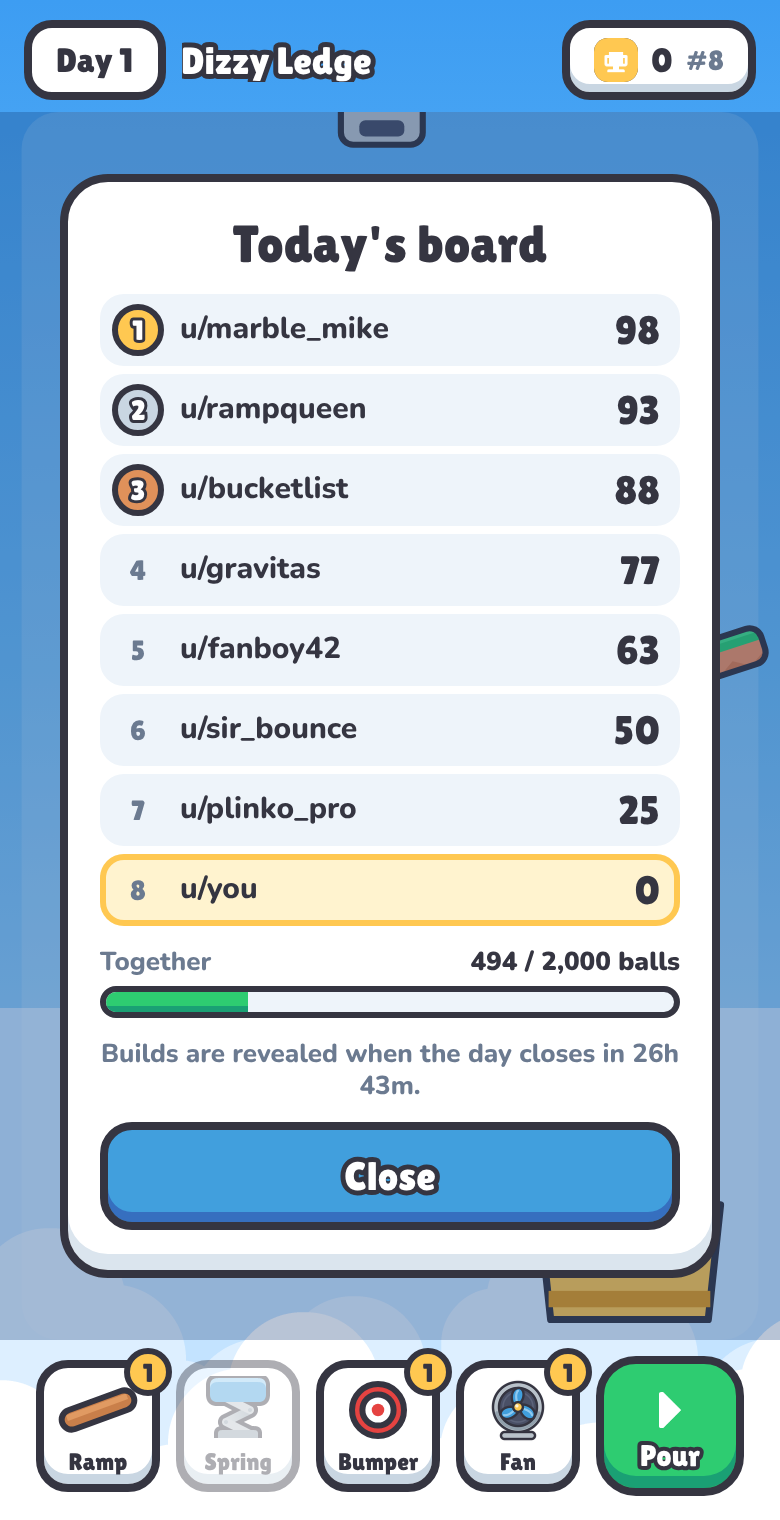 Day 1
Dizzy Ledge
0 #8
Today's board
1 u/marble_mike 98
2 u/rampqueen 93
3 u/bucketlist 88
4 u/gravitas 77
5 u/fanboy42 63
6 u/sir_bounce 50
7 u/plinko_pro 25
8 u/you 0
Together 494 / 2,000 balls
Builds are revealed when the day closes in 26h
43m.
Close
1 1 1
Ramp Spring Bumper Fan Pour